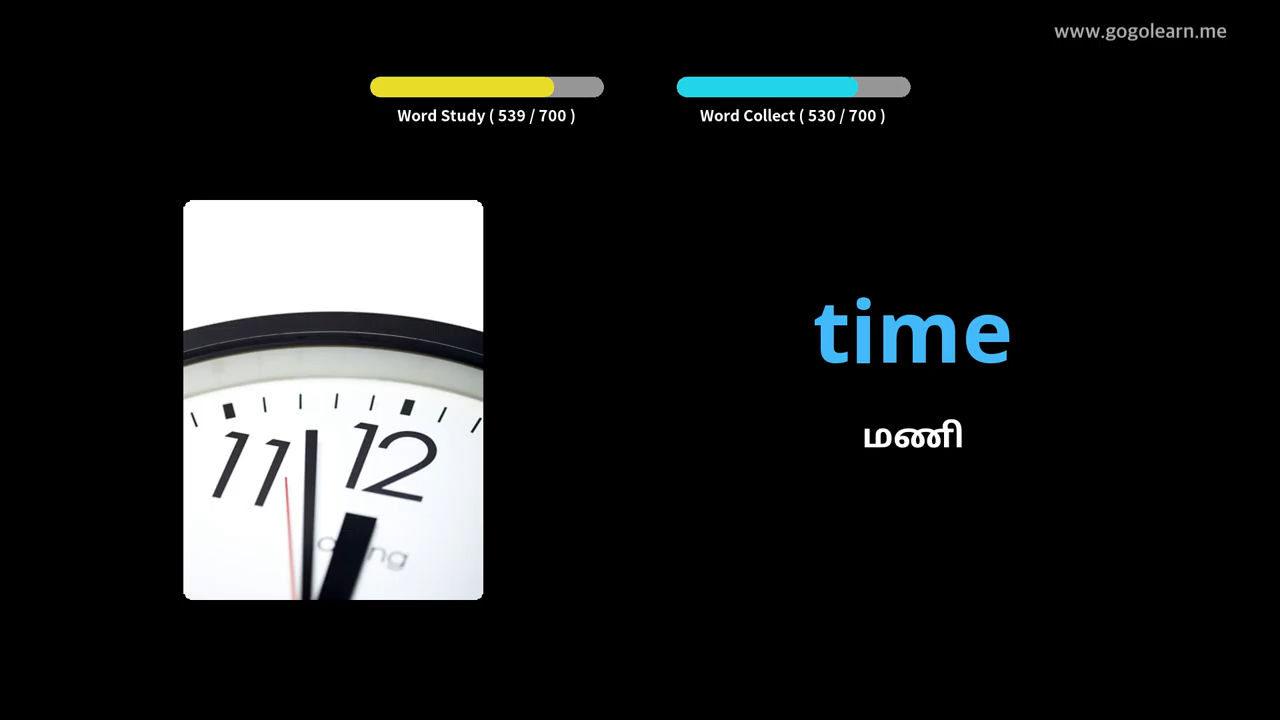 www.gogolearn.me
Word Study ( 539 / 700 )
Word Collect ( 530 / 700 )
11
12
time
மணி